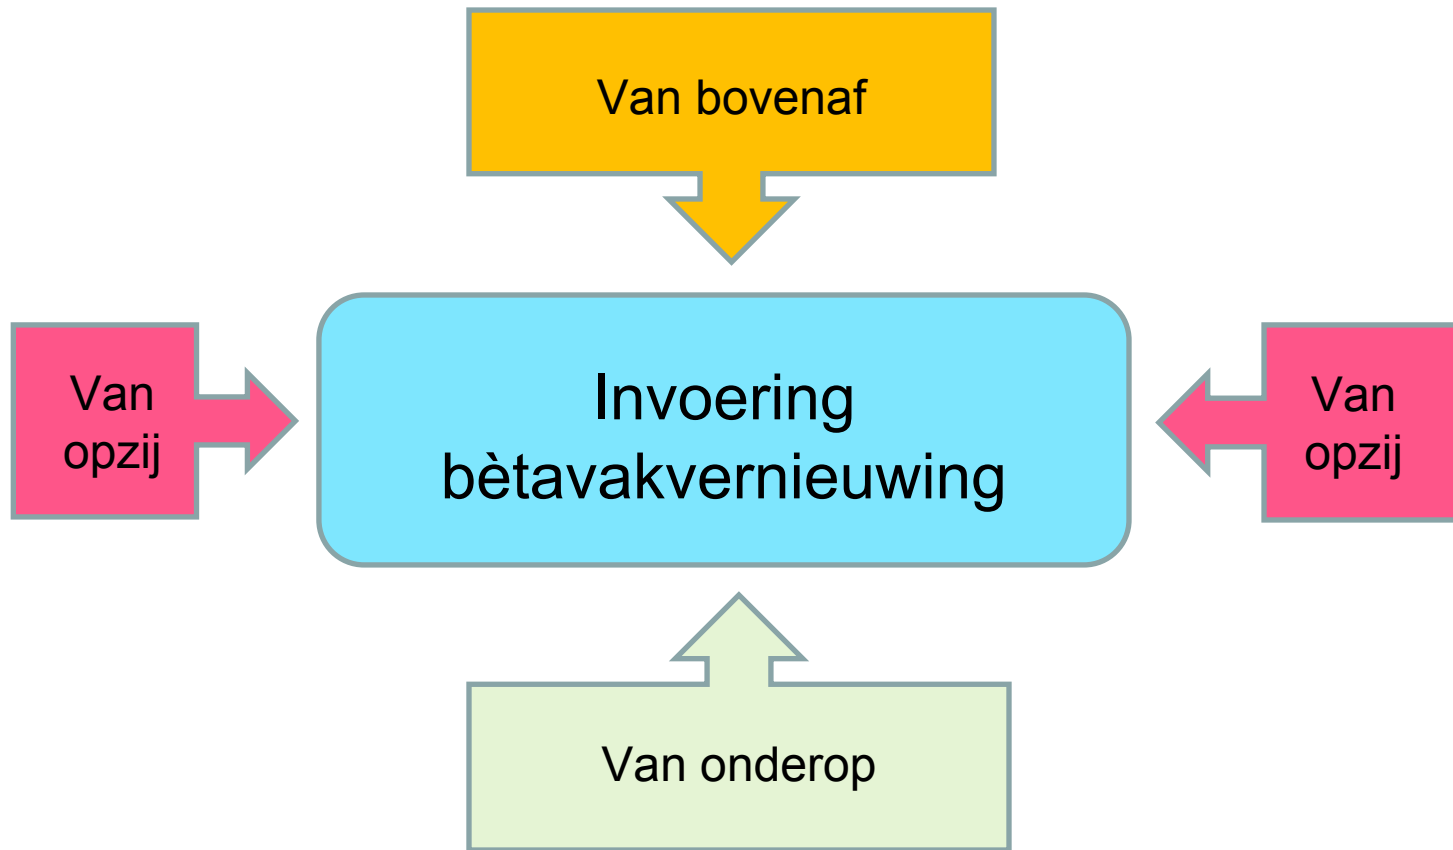 Van bovenaf
Van
opzij
Invoering
bètavakvernieuwing
Van
opzij
Van onderop